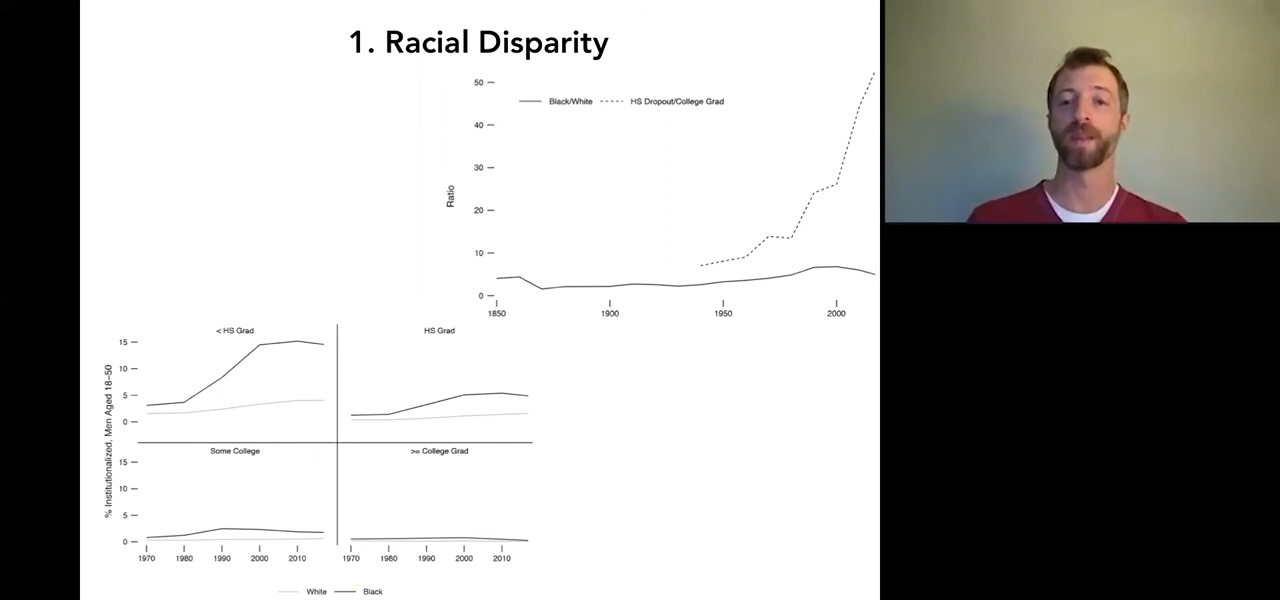 1. Racial Disparity
50
Black/White HS Dropout/College Grad
40
30
Ratio
20
10
0
1850 1900 1950 2000
< HS Grad HS Grad
15
10
5
0
% Institutionalized, Men Aged 18–50
Some College >= College Grad
15
10
5
0
1970 1980 1990 2000 2010 1970 1980 1990 2000 2010
White Black